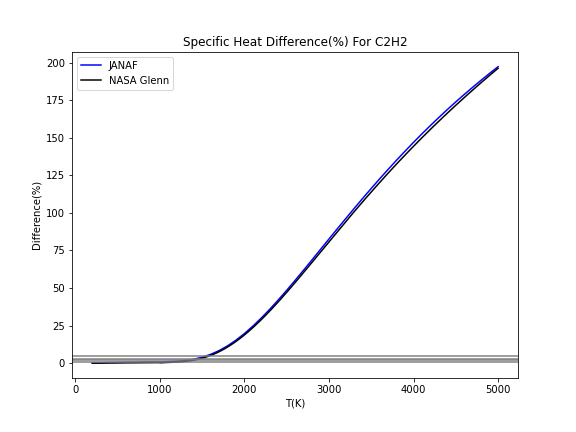 Specific Heat Difference(%) For C2H2
JANAF
NASA Glenn
Difference(%)
200
175
150
125
100
75
50
25
0
0 1000 2000 3000 4000 5000
T(K)